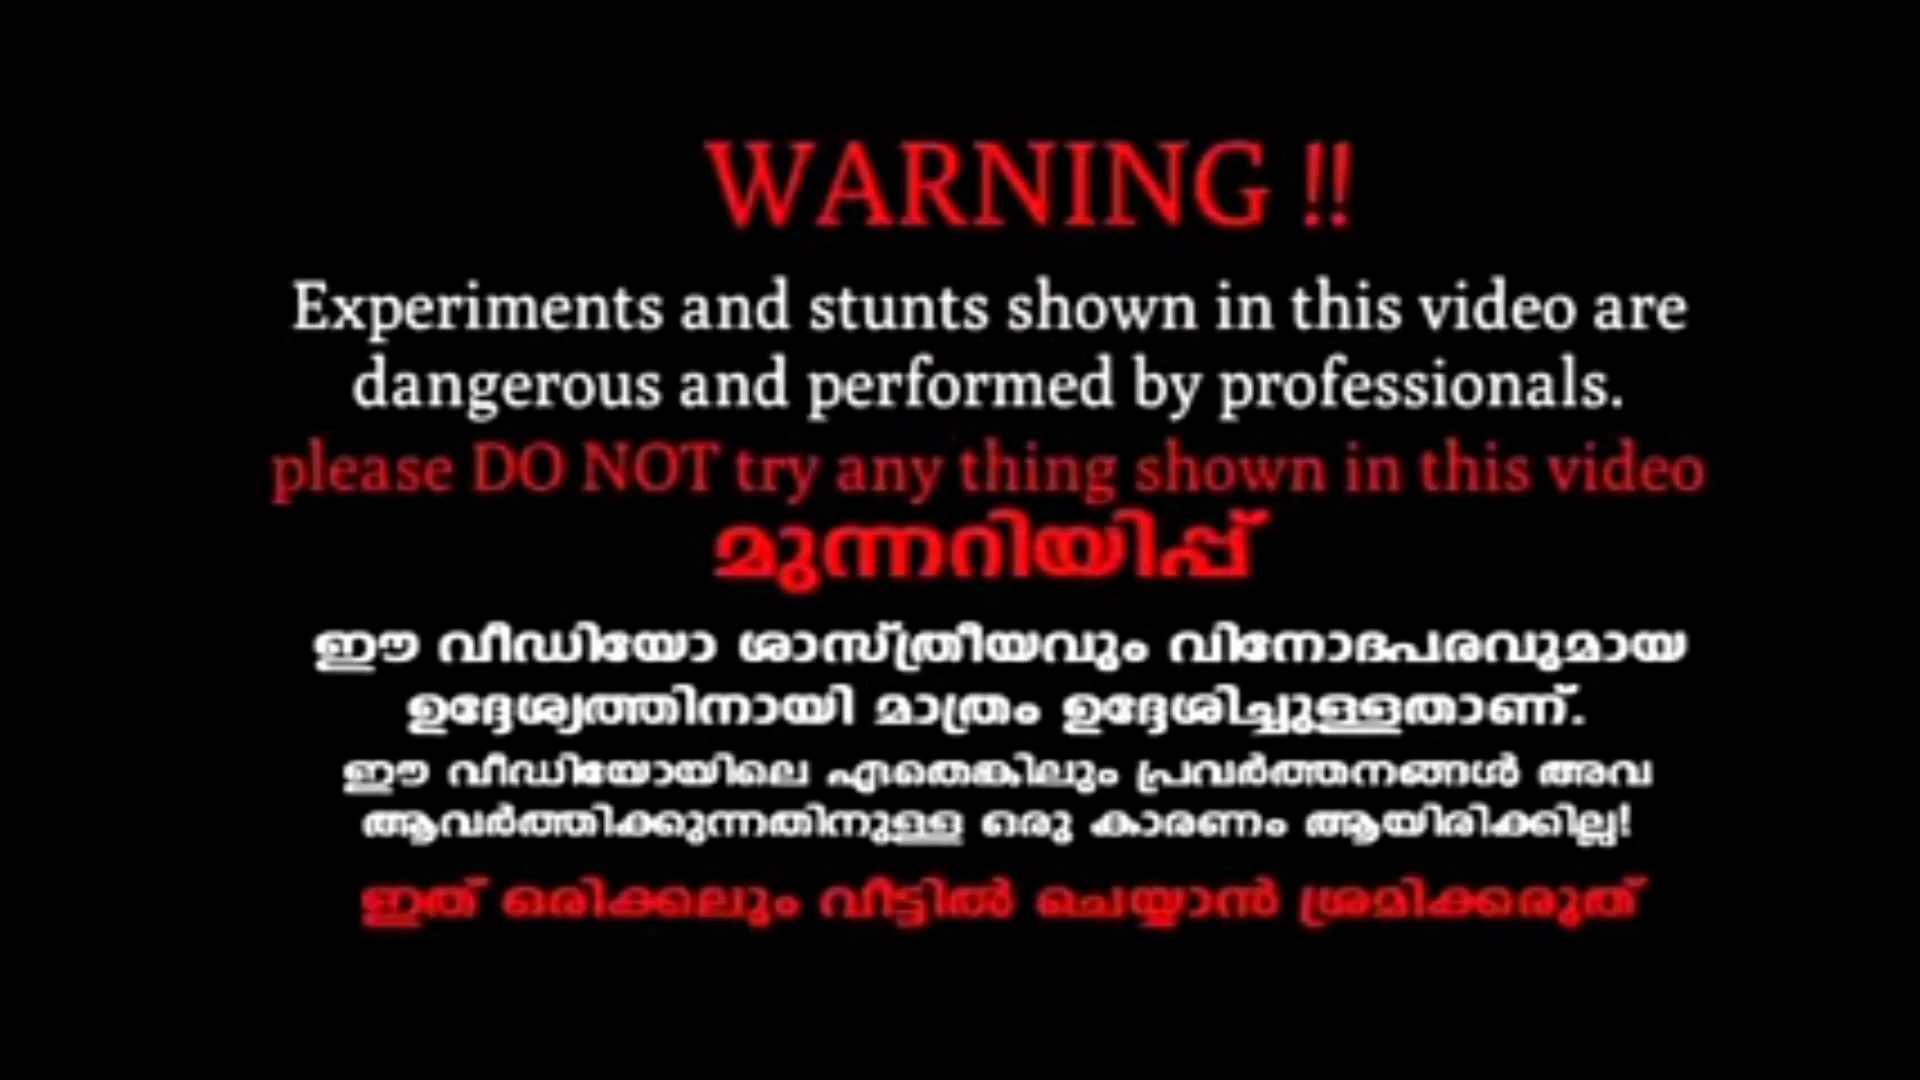 WARNING !!
Experiments and stunts shown in this video are
dangerous and performed by professionals.
please DO NOT try any thing shown in this video
മുന്നറിയിപ്പ്
ഈ വീഡിയോ ശാസ്ത്രീയവും വിനോദപരവുമായ
ഉദ്ദേശ്യത്തിനായി മാത്രം ഉദ്ദേശിച്ചുള്ളതാണ്.
ഈ വീഡിയോയിലെ ഏതെങ്കിലും പ്രവർത്തനങ്ങൾ അവ
ആവർത്തിക്കുന്നതിനുള്ള ഒരു കാരണം ആയിരിക്കില്ല!
ഇത് ഒരിക്കലും വീട്ടിൽ ചെയ്യാൻ ശ്രമിക്കരുത്